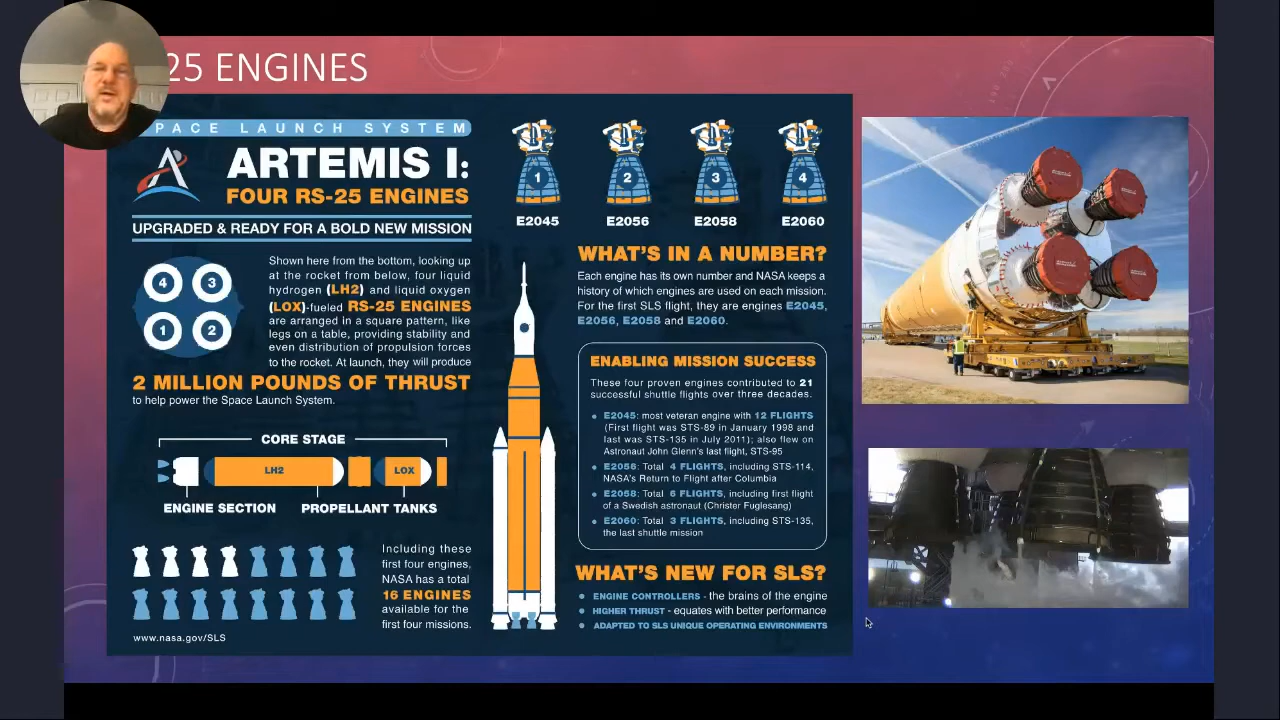 25 ENGINES
PACE LAUNCH SYSTEM
ARTEMIS I:
FOUR RS-25 ENGINES
UPGRADED & READY FOR A BOLD NEW MISSION
4 3
1 2
Shown here from the bottom, looking up
at the rocket from below, four liquid
hydrogen (LH2) and liquid oxygen
(LOX)-fueled RS-25 ENGINES
are arranged in a square pattern, like
legs on a table, providing stability and
even distribution of propulsion forces
to the rocket. At launch, they will produce
2 MILLION POUNDS OF THRUST
to help power the Space Launch System.
CORE STAGE
LH2 LOX
ENGINE SECTION PROPELLANT TANKS
Including these
first four engines,
NASA has a total
16 ENGINES
available for the
first four missions.
www.nasa.gov/SLS
1 2 3 4
E2045 E2056 E2058 E2060
WHAT'S IN A NUMBER?
Each engine has its own number and NASA keeps a
history of which engines are used on each mission.
For the first SLS flight, they are engines E2045,
E2056, E2058 and E2060.
ENABLING MISSION SUCCESS
These four proven engines contributed to 21
successful shuttle flights over three decades.
• E2045: most veteran engine with 12 FLIGHTS
(First flight was STS-89 in January 1998 and
last was STS-135 in July 2011); also flew on
Astronaut John Glenn's last flight, STS-95
• E2056: Total 4 FLIGHTS, including STS-114,
NASA's Return to Flight after Columbia
• E2058: Total 6 FLIGHTS, including first flight
of a Swedish astronaut (Christer Fuglesang)
• E2060: Total 3 FLIGHTS, including STS-135,
the last shuttle mission
WHAT'S NEW FOR SLS?
• ENGINE CONTROLLERS - the brains of the engine
• HIGHER THRUST - equates with better performance
• ADAPTED TO SLS UNIQUE OPERATING ENVIRONMENTS